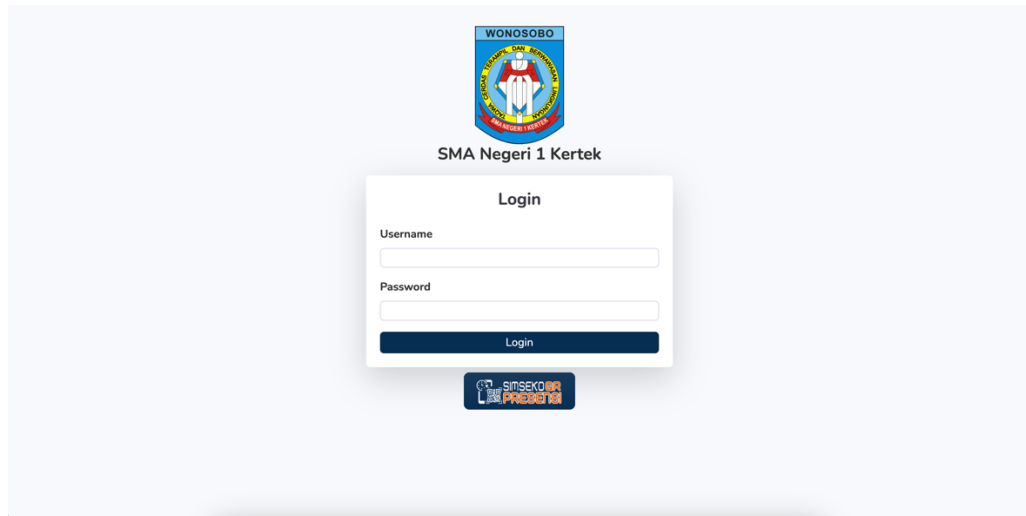 WONOSOBO
TAQWA CERDAS TERAMPIL DAN BERWAWASAN LINGKUNGAN
SMA NEGERI 1 KERTEK
SMA Negeri 1 Kertek
Login
Username
Password
Login
SIMSEKO QR
PRESENSI